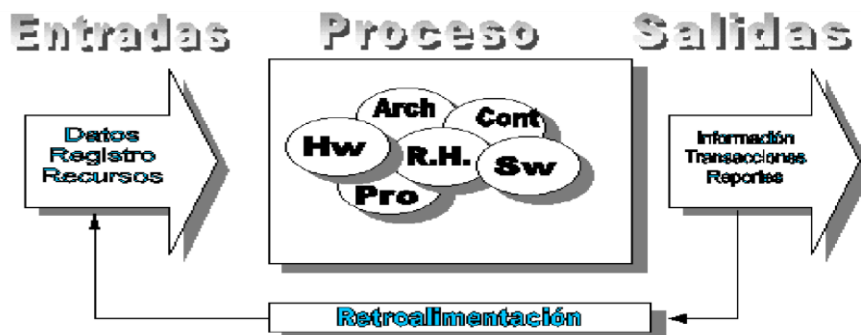 Entradas
Proceso
Salidas
Datos
Registro
Recursos
Arch
Cont
Hw
R.H.
Sw
Pro
Información
Transacciones
Reportes
Retroalimentación